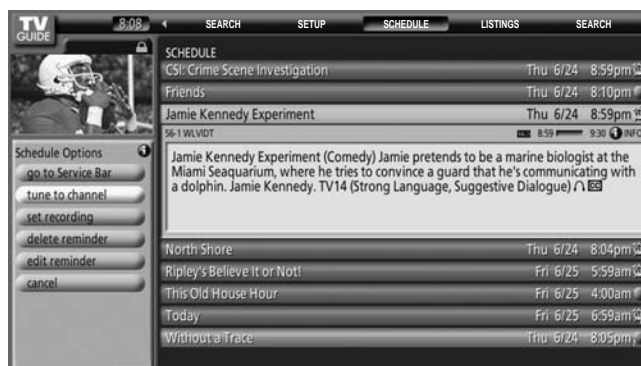 TV
GUIDE
8:08
SEARCH
SETUP
SCHEDULE
LISTINGS
SEARCH
SCHEDULE
CSI: Crime Scene Investigation Thu 6/24 8:59pm
Friends Thu 6/24 8:10pm
Jamie Kennedy Experiment Thu 6/24 8:59pm
56-1 WLVIDT 8:59 9:30 INFO
Jamie Kennedy Experiment (Comedy) Jamie pretends to be a marine biologist at the
Miami Seaquarium, where he tries to convince a guard that he's communicating with
a dolphin. Jamie Kennedy. TV14 (Strong Language, Suggestive Dialogue) CC
Schedule Options
go to Service Bar
tune to channel
set recording
delete reminder
edit reminder
cancel
North Shore Thu 6/24 8:04pm
Ripley's Believe It or Not! Fri 6/25 5:59am
This Old House Hour Fri 6/25 4:00am
Today Fri 6/25 6:59am
Without a Trace Thu 6/24 8:05pm